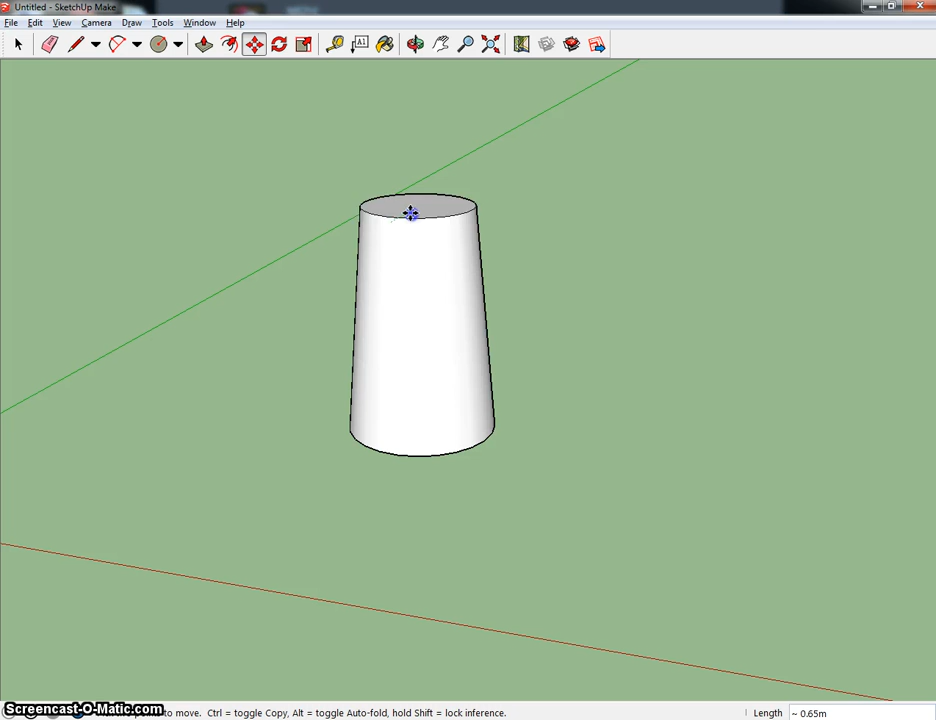 Untitled - SketchUp Make
File Edit View Camera Draw Tools Window Help
A1
Screencast-O-Matic.com to move. Ctrl = toggle Copy, Alt = toggle Auto-fold, hold Shift = lock inference. Length ~ 0.65m